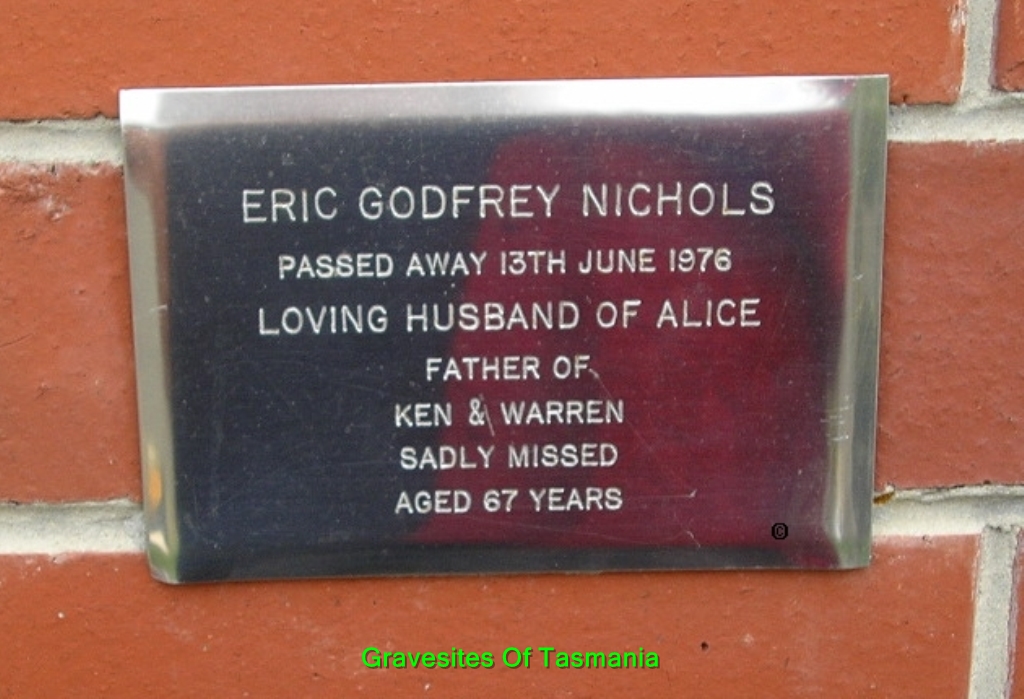 ERIC GODFREY NICHOLS
PASSED AWAY 13TH JUNE 1976
LOVING HUSBAND OF ALICE
FATHER OF
KEN & WARREN
SADLY MISSED
AGED 67 YEARS
©
Gravesites Of Tasmania